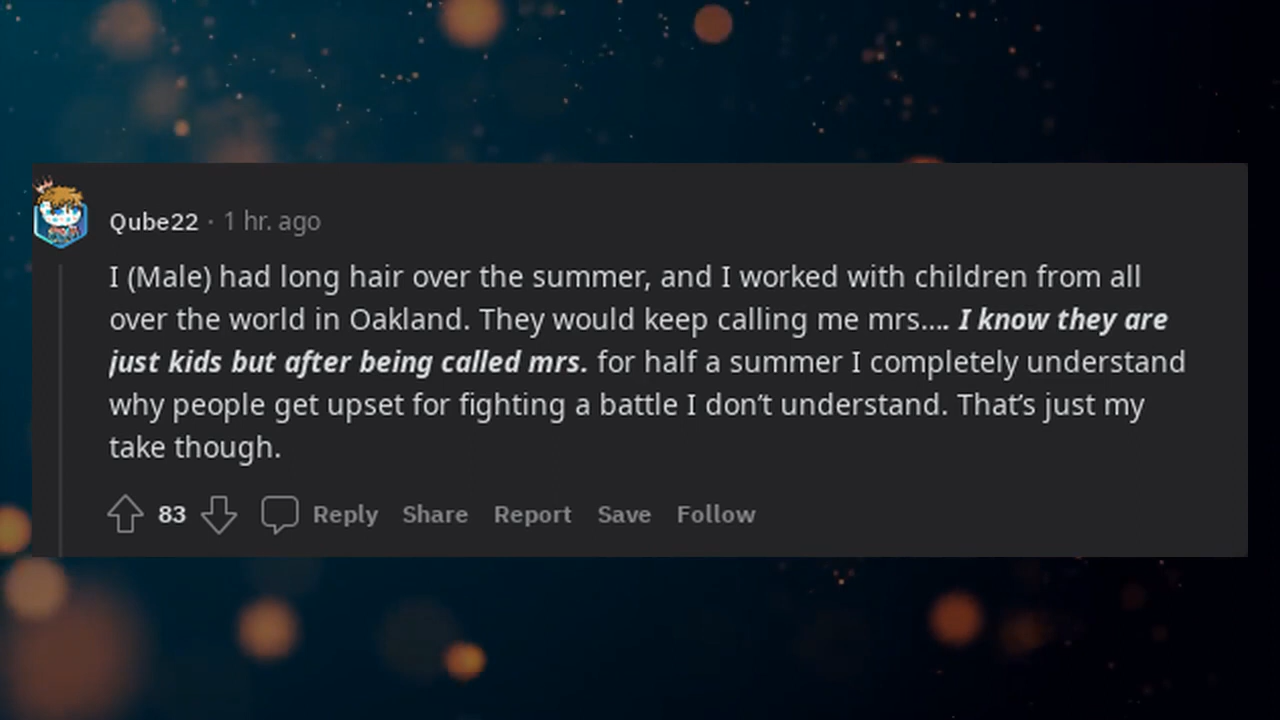 Qube22 · 1 hr. ago
I (Male) had long hair over the summer, and I worked with children from all
over the world in Oakland. They would keep calling me mrs.... I know they are
just kids but after being called mrs. for half a summer I completely understand
why people get upset for fighting a battle I don’t understand. That’s just my
take though.
83 Reply Share Report Save Follow